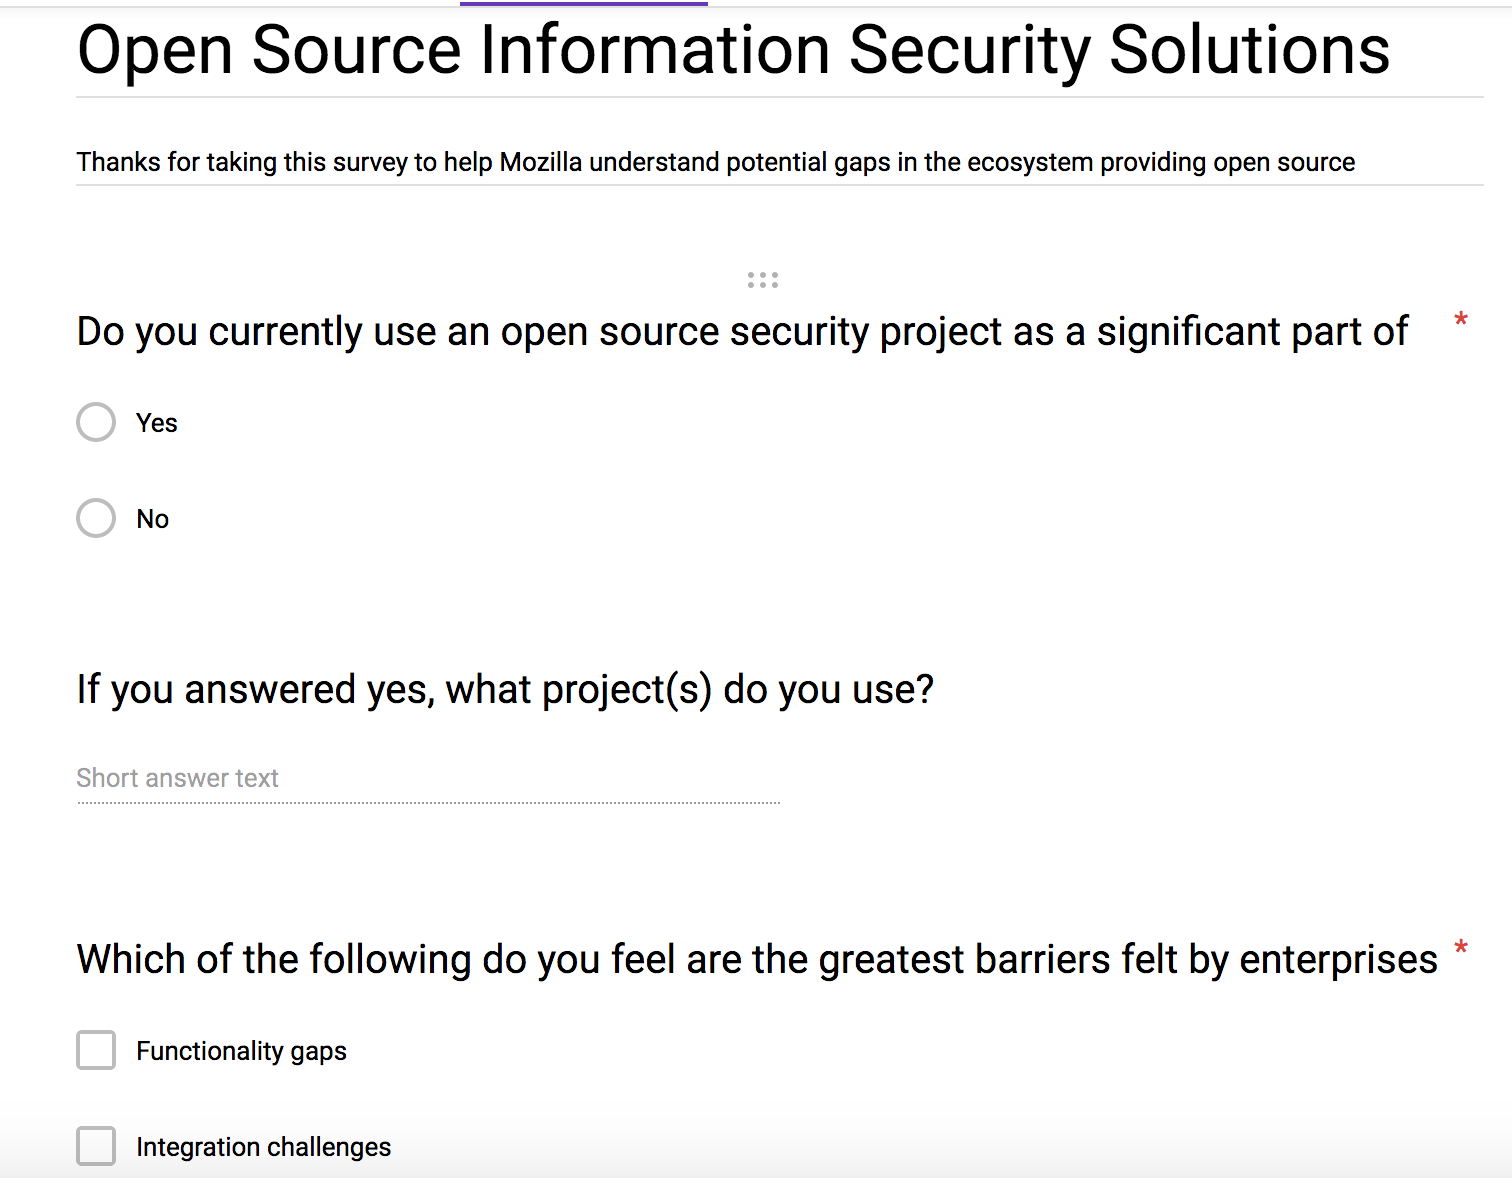 Open Source Information Security Solutions
Thanks for taking this survey to help Mozilla understand potential gaps in the ecosystem providing open source
Do you currently use an open source security project as a significant part of *
Yes
No
If you answered yes, what project(s) do you use?
Short answer text
Which of the following do you feel are the greatest barriers felt by enterprises *
Functionality gaps
Integration challenges